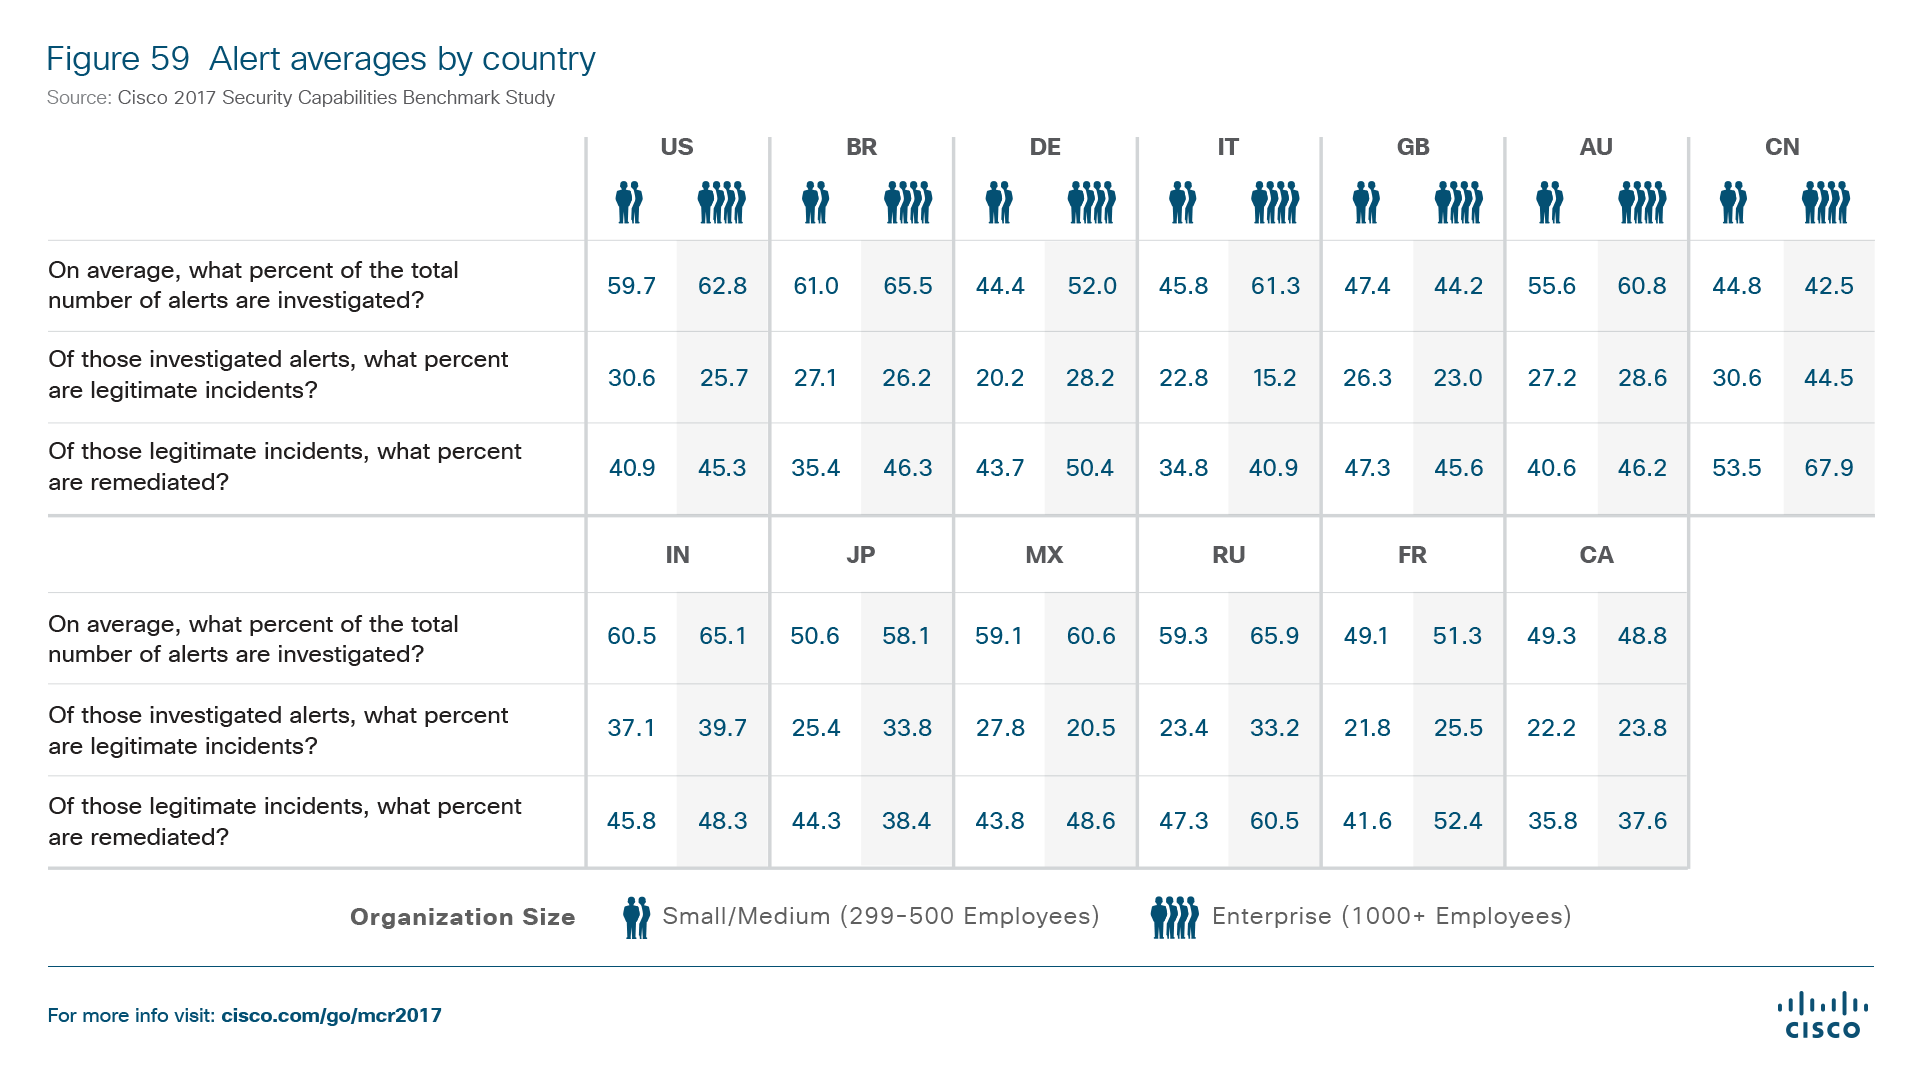 Figure 59 Alert averages by country
Source: Cisco 2017 Security Capabilities Benchmark Study
US BR DE IT GB AU CN
On average, what percent of the total
number of alerts are investigated?
59.7 62.8 61.0 65.5 44.4 52.0 45.8 61.3 47.4 44.2 55.6 60.8 44.8 42.5
Of those investigated alerts, what percent
are legitimate incidents?
30.6 25.7 27.1 26.2 20.2 28.2 22.8 15.2 26.3 23.0 27.2 28.6 30.6 44.5
Of those legitimate incidents, what percent
are remediated?
40.9 45.3 35.4 46.3 43.7 50.4 34.8 40.9 47.3 45.6 40.6 46.2 53.5 67.9
IN JP MX RU FR CA
On average, what percent of the total
number of alerts are investigated?
60.5 65.1 50.6 58.1 59.1 60.6 59.3 65.9 49.1 51.3 49.3 48.8
Of those investigated alerts, what percent
are legitimate incidents?
37.1 39.7 25.4 33.8 27.8 20.5 23.4 33.2 21.8 25.5 22.2 23.8
Of those legitimate incidents, what percent
are remediated?
45.8 48.3 44.3 38.4 43.8 48.6 47.3 60.5 41.6 52.4 35.8 37.6
Organization Size Small/Medium (299-500 Employees) Enterprise (1000+ Employees)
For more info visit: cisco.com/go/mcr2017
CISCO